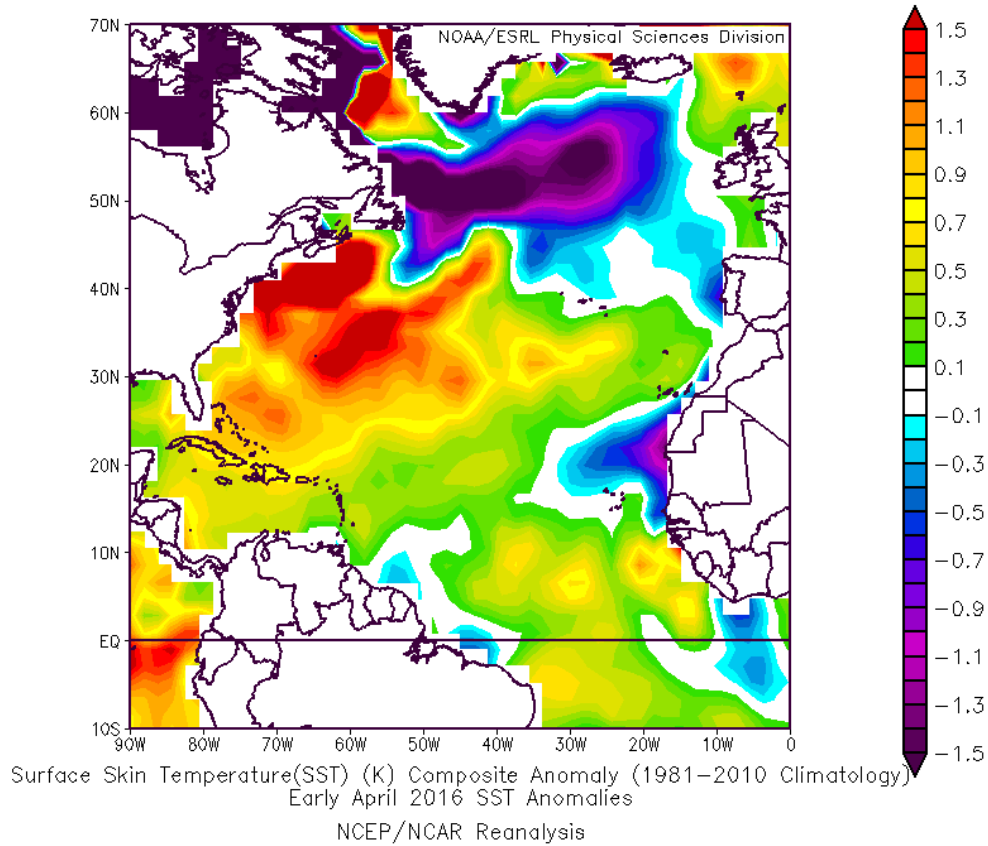 70N
NOAA/ESRL Physical Sciences Division
60N
50N
40N
30N
20N
10N
EQ
10S
90W 80W 70W 60W 50W 40W 30W 20W 10W 0
1.5
1.3
1.1
0.9
0.7
0.5
0.3
0.1
-0.1
-0.3
-0.5
-0.7
-0.9
-1.1
-1.3
-1.5
Surface Skin Temperature(SST) (K) Composite Anomaly (1981-2010 Climatology)
Early April 2016 SST Anomalies
NCEP/NCAR Reanalysis